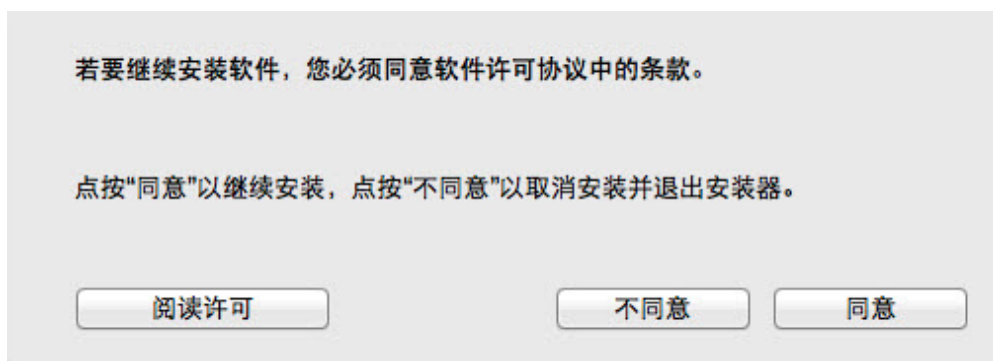 若要继续安装软件，您必须同意软件许可协议中的条款。
点按“同意”以继续安装，点按“不同意”以取消安装并退出安装器。
阅读许可
不同意
同意